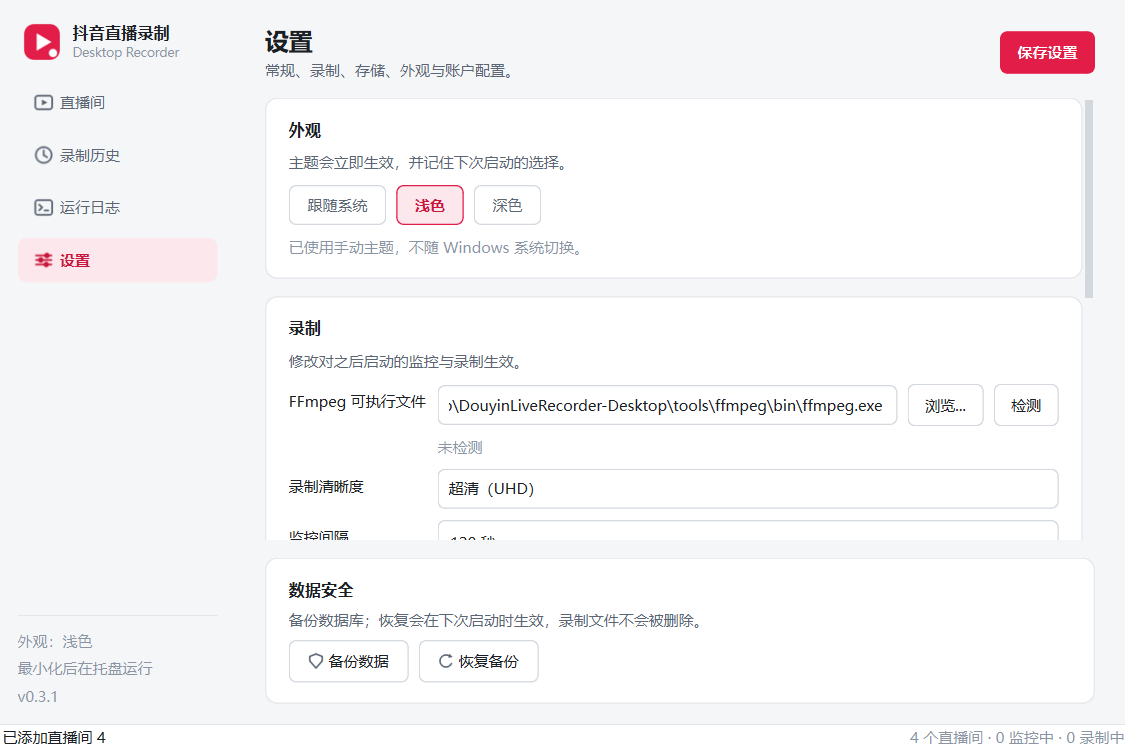 抖音直播录制
Desktop Recorder
直播间
录制历史
运行日志
设置
外观：浅色
最小化后在托盘运行
v0.3.1
设置
常规、录制、存储、外观与账户配置。
保存设置
外观
主题会立即生效，并记住下次启动的选择。
跟随系统 浅色 深色
已使用手动主题，不随 Windows 系统切换。
录制
修改对之后启动的监控与录制生效。
FFmpeg 可执行文件 \DouyinLiveRecorder-Desktop\tools\ffmpeg\bin\ffmpeg.exe 浏览... 检测
未检测
录制清晰度 超清（UHD）
监控间隔 120 秒
数据安全
备份数据库；恢复会在下次启动时生效，录制文件不会被删除。
备份数据 恢复备份
已添加直播间 4
4 个直播间 · 0 监控中 · 0 录制中